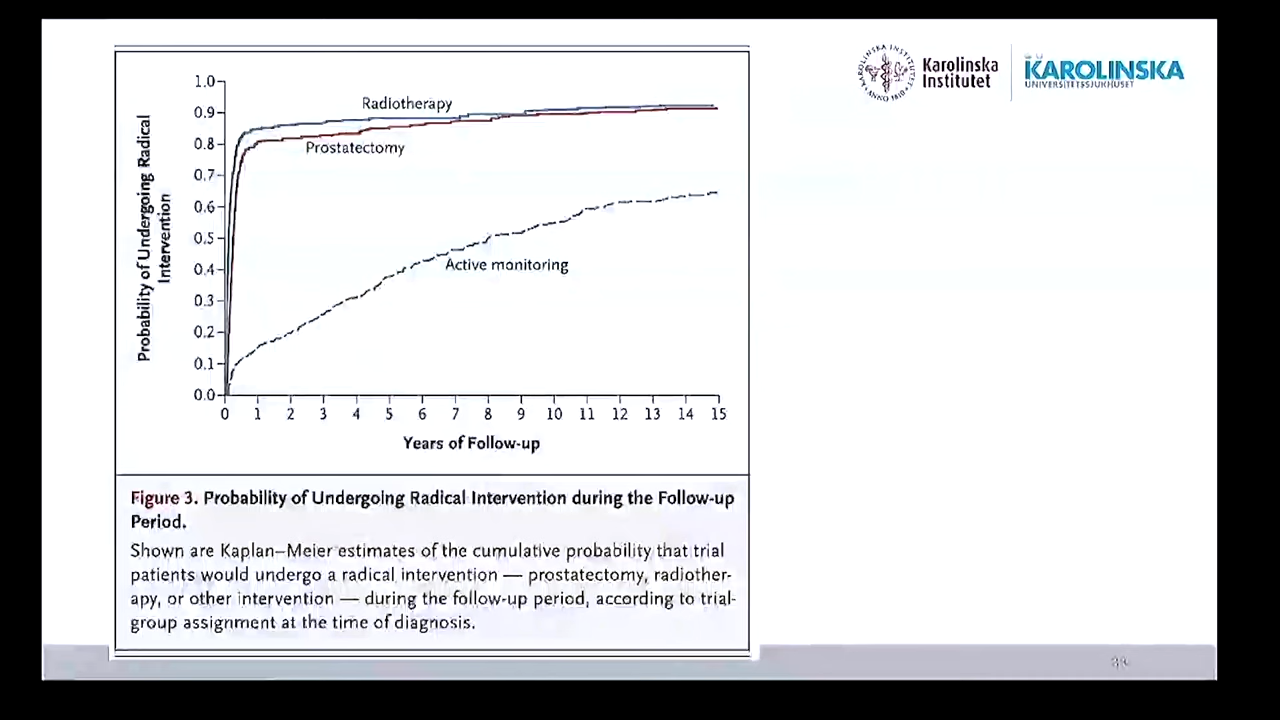 Karolinska
Institutet
KAROLINSKA INSTITUTET
ANNO 1810
KAROLINSKA
UNIVERSITETSSJUKHUSET
Probability of Undergoing Radical
Intervention
1.0
0.9
0.8
0.7
0.6
0.5
0.4
0.3
0.2
0.1
0.0
Radiotherapy
Prostatectomy
Active monitoring
0 1 2 3 4 5 6 7 8 9 10 11 12 13 14 15
Years of Follow-up
Figure 3. Probability of Undergoing Radical Intervention during the Follow-up
Period.
Shown are Kaplan–Meier estimates of the cumulative probability that trial
patients would undergo a radical intervention — prostatectomy, radiother-
apy, or other intervention — during the follow-up period, according to trial-
group assignment at the time of diagnosis.